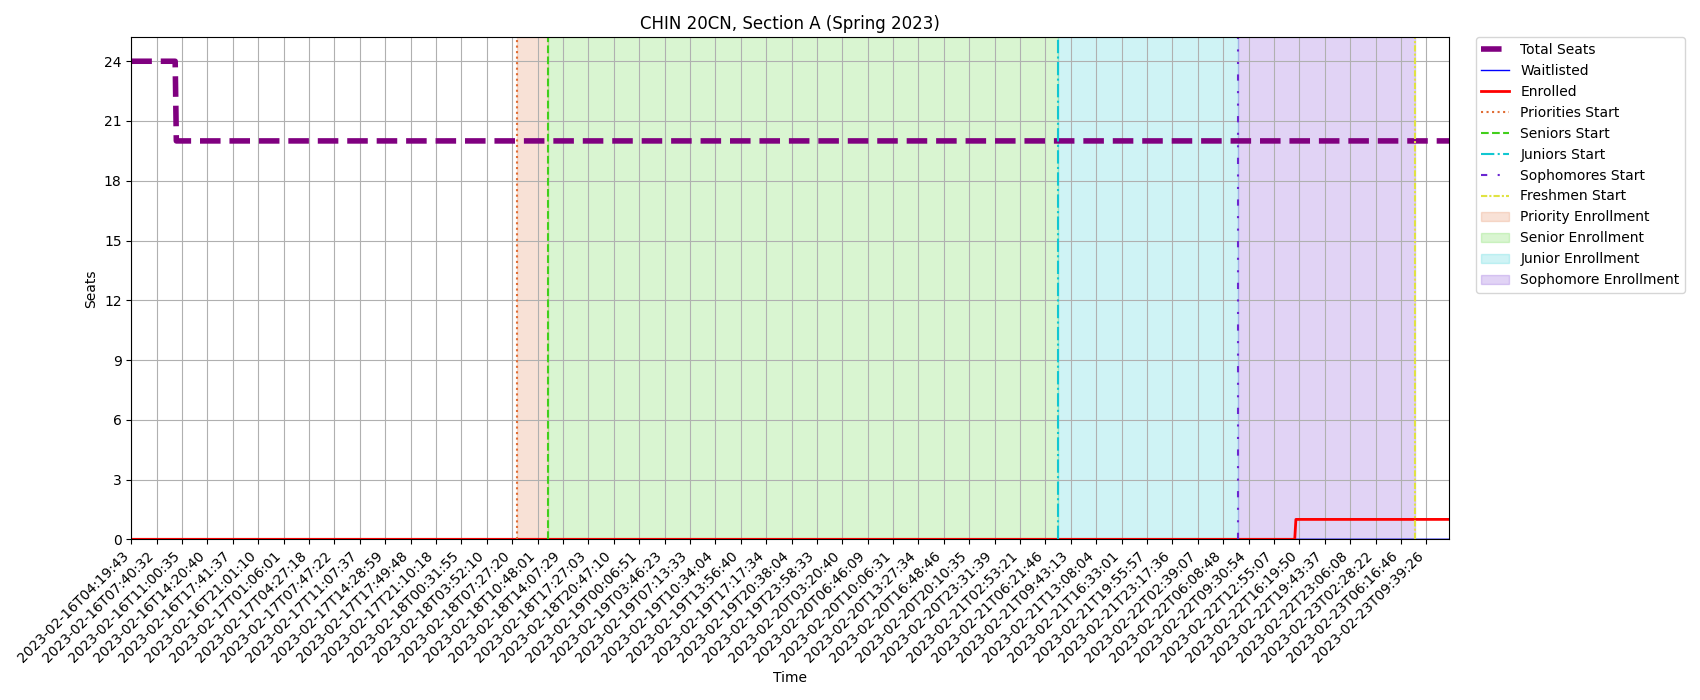 CHIN 20CN, Section A (Spring 2023)
Seats
24
21
18
15
12
9
6
3
0
Total Seats
Waitlisted
Enrolled
Priorities Start
Seniors Start
Juniors Start
Sophomores Start
Freshmen Start
Priority Enrollment
Senior Enrollment
Junior Enrollment
Sophomore Enrollment
2023-02-16T04:19:43
2023-02-16T07:40:32
2023-02-16T11:00:35
2023-02-16T14:20:40
2023-02-16T17:41:37
2023-02-16T21:01:10
2023-02-17T01:06:01
2023-02-17T04:27:18
2023-02-17T07:47:22
2023-02-17T11:07:37
2023-02-17T14:28:59
2023-02-17T17:49:48
2023-02-17T21:10:18
2023-02-18T00:31:55
2023-02-18T03:52:10
2023-02-18T07:27:20
2023-02-18T10:48:01
2023-02-18T14:07:29
2023-02-18T17:27:03
2023-02-18T20:47:10
2023-02-19T00:06:51
2023-02-19T03:46:23
2023-02-19T07:13:33
2023-02-19T10:34:04
2023-02-19T13:56:40
2023-02-19T17:17:34
2023-02-19T20:38:04
2023-02-19T23:58:33
2023-02-20T03:20:40
2023-02-20T06:46:09
2023-02-20T10:06:31
2023-02-20T13:27:34
2023-02-20T16:48:46
2023-02-20T20:10:35
2023-02-20T23:31:39
2023-02-21T02:53:21
2023-02-21T06:21:46
2023-02-21T09:43:13
2023-02-21T13:08:04
2023-02-21T16:33:01
2023-02-21T19:55:57
2023-02-21T23:17:36
2023-02-22T02:39:07
2023-02-22T06:08:48
2023-02-22T09:30:54
2023-02-22T12:55:07
2023-02-22T16:19:50
2023-02-22T19:43:37
2023-02-22T23:06:08
2023-02-23T02:28:22
2023-02-23T06:16:46
2023-02-23T09:39:26
Time